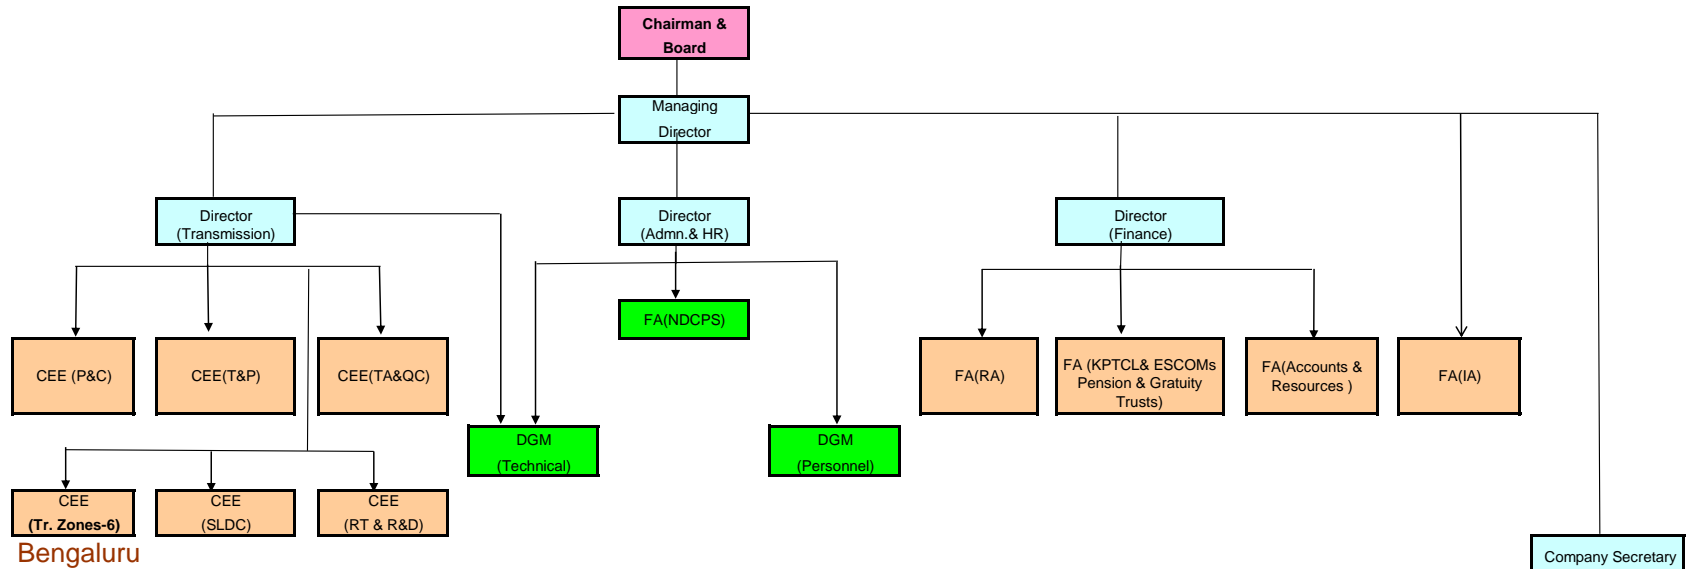 Chairman &
Board
Managing
Director
Director
(Transmission)
Director
(Admn.& HR)
Director
(Finance)
FA(NDCPS)
CEE (P&C)
CEE(T&P)
CEE(TA&QC)
FA(RA)
FA (KPTCL& ESCOMs
Pension & Gratuity
Trusts)
FA(Accounts &
Resources )
FA(IA)
DGM
(Technical)
DGM
(Personnel)
CEE
(Tr. Zones-6)
CEE
(SLDC)
CEE
(RT & R&D)
Bengaluru
Company Secretary